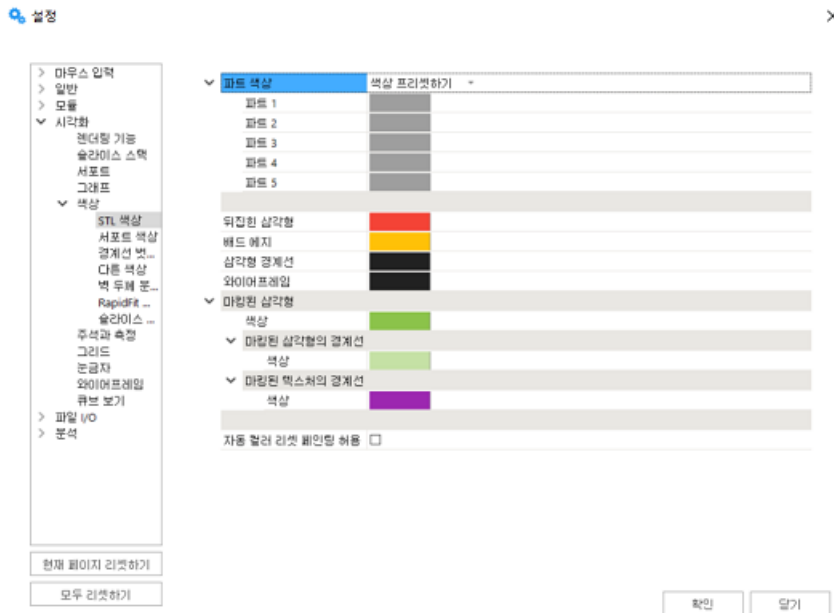 설정
마우스 입력
일반
모듈
시각화
렌더링 기능
슬라이스 스택
서포트
그래프
색상
STL 색상
서포트 색상
경계선 벗...
다른 색상
벽 두께 분...
RapidFit ...
슬라이스 ...
주석과 측정
그리드
눈금자
와이어프레임
큐브 보기
파일 I/O
분석
현재 페이지 리셋하기
모두 리셋하기
파트 색상 색상 프리셋하기
파트 1
파트 2
파트 3
파트 4
파트 5
뒤집힌 삼각형
배드 에지
삼각형 경계선
와이어프레임
마킹된 삼각형
색상
마킹된 삼각형의 경계선
색상
마킹된 텍스처의 경계선
색상
자동 컬러 리셋 페인팅 허용
확인 닫기